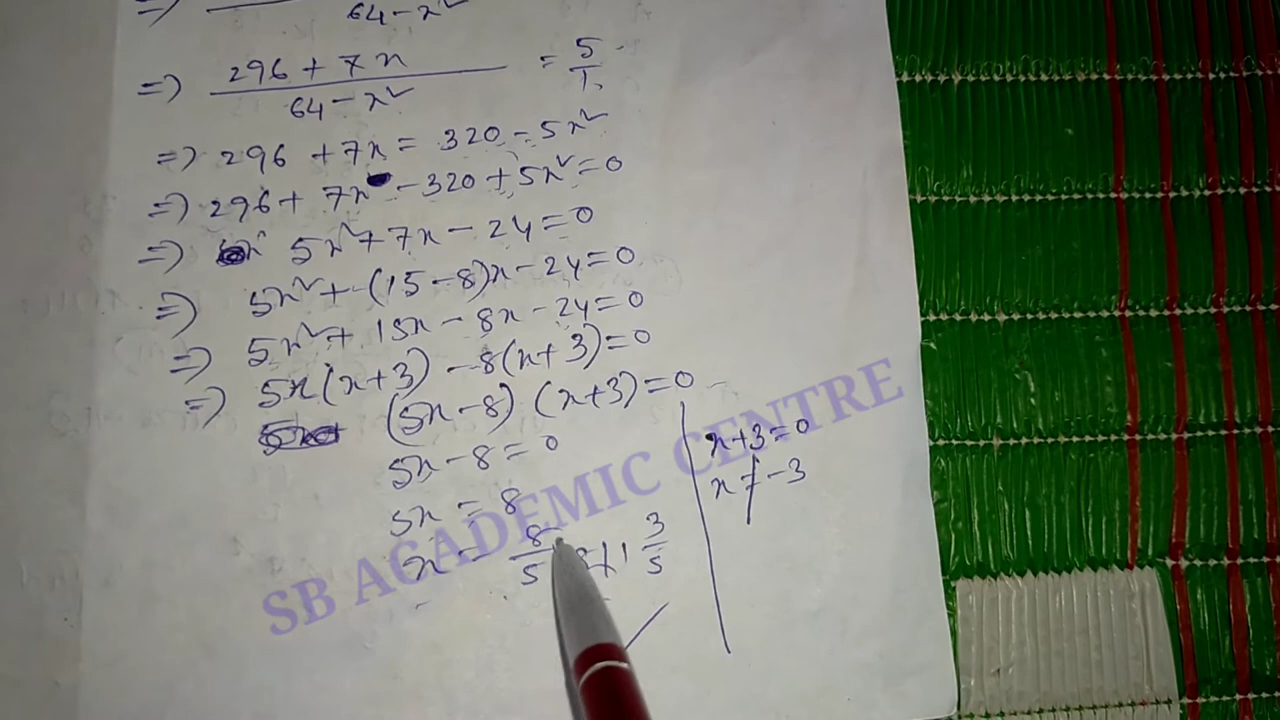 => 64 - x²
=> 296 + 7x / 64 - x² = 5/1
=> 296 + 7x = 320 - 5x²
=> 296 + 7x - 320 + 5x² = 0
=> 5x² + 7x - 24 = 0
=> 5x² + (15 - 8)x - 24 = 0
=> 5x² + 15x - 8x - 24 = 0
=> 5x(x+3) - 8(x+3) = 0
(5x - 8) (x+3) = 0
5x - 8 = 0
5x = 8
x = 8/5 1 3/5
x+3 = 0
x ≠ -3
SB ACADEMIC CENTRE